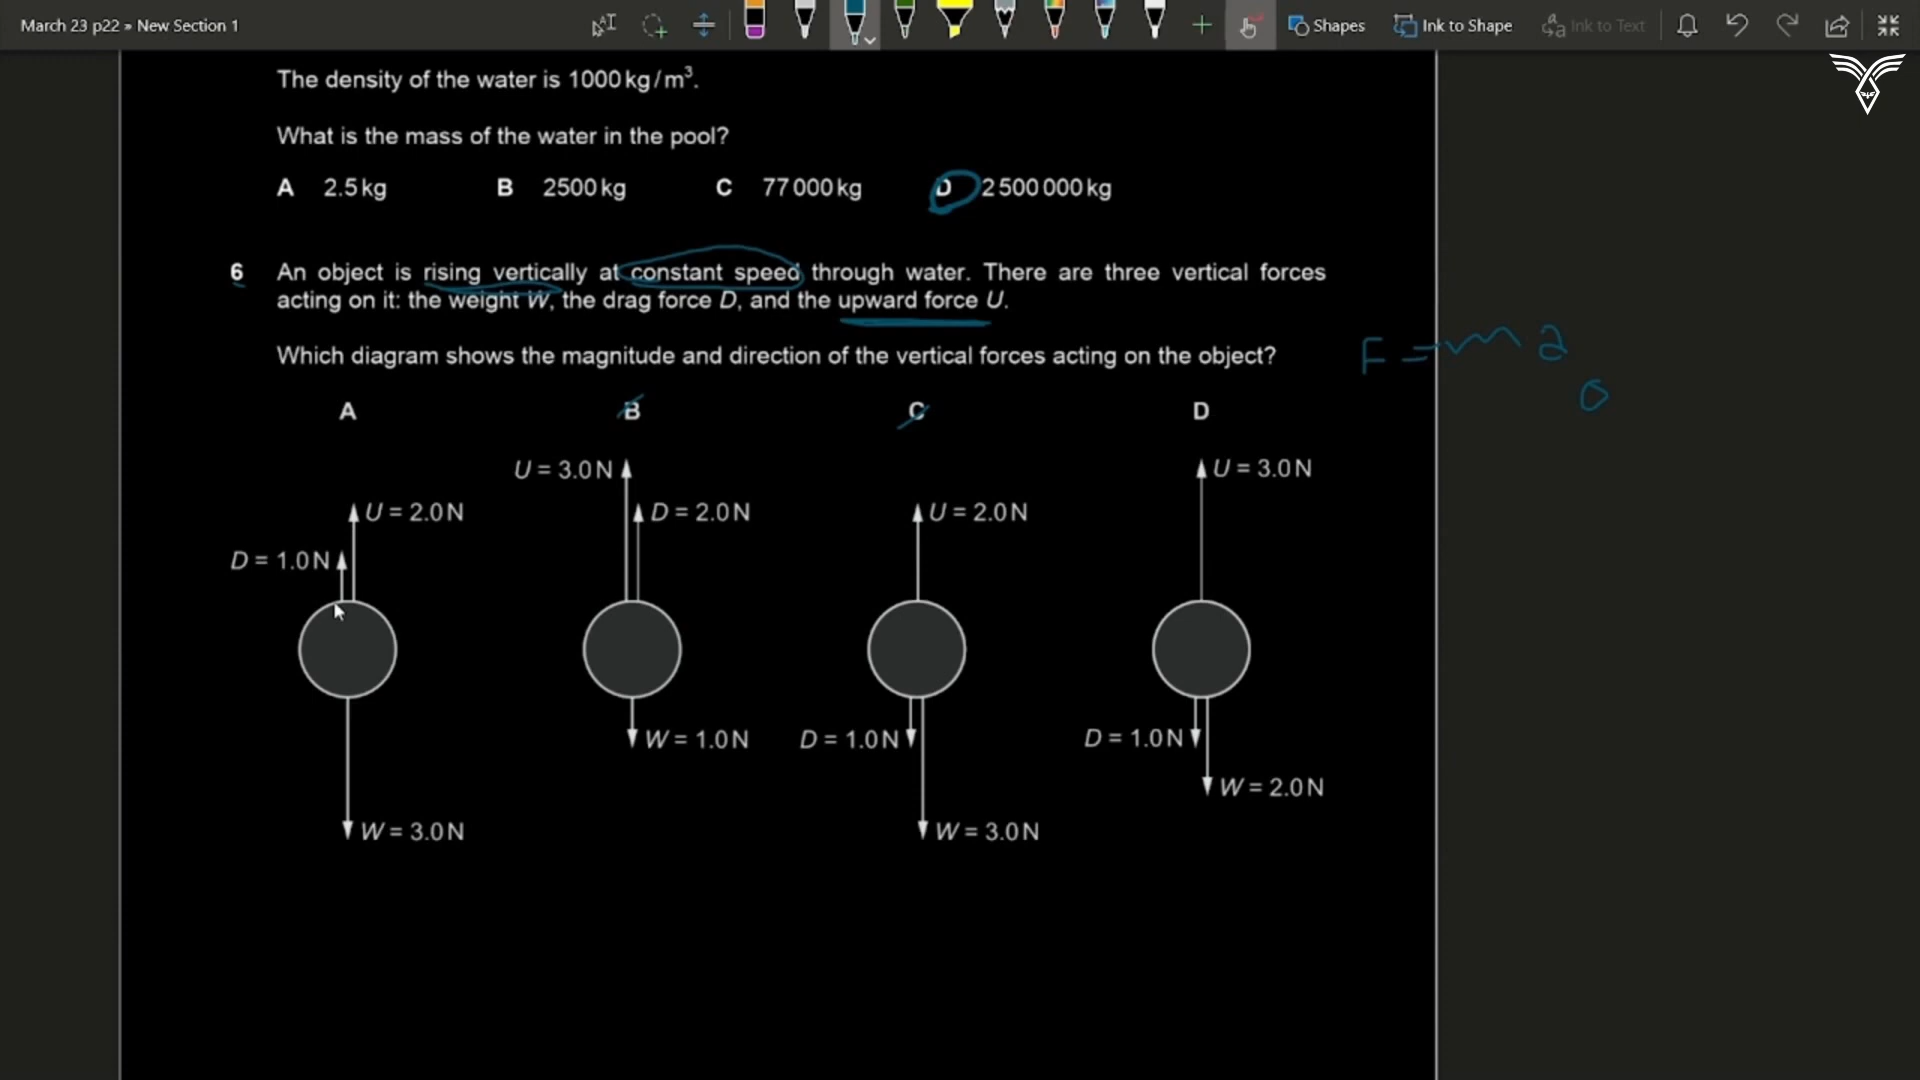 March 23 p22 » New Section 1
Shapes
Ink to Shape
Ink to Text
The density of the water is 1000 kg/m³.
What is the mass of the water in the pool?
A 2.5 kg B 2500 kg C 77 000 kg D 2 500 000 kg
6 An object is rising vertically at constant speed through water. There are three vertical forces
acting on it: the weight W, the drag force D, and the upward force U.
Which diagram shows the magnitude and direction of the vertical forces acting on the object?
F = m a
0
A B C D
U = 3.0 N U = 3.0 N
U = 2.0 N D = 2.0 N U = 2.0 N
D = 1.0 N
W = 1.0 N D = 1.0 N D = 1.0 N
W = 2.0 N
W = 3.0 N W = 3.0 N